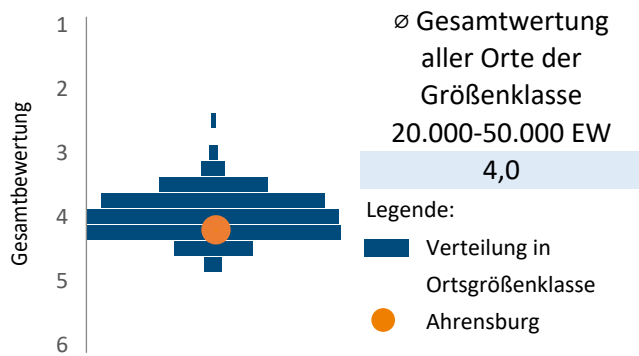 Gesamtbewertung
1
2
3
4
5
6
⌀ Gesamtwertung
aller Orte der
Größenklasse
20.000-50.000 EW
4,0
Legende:
Verteilung in
Ortsgrößenklasse
Ahrensburg